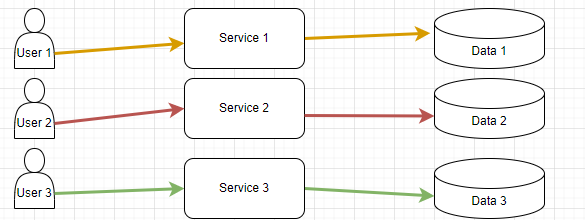 User 1
Service 1
Data 1
User 2
Service 2
Data 2
User 3
Service 3
Data 3